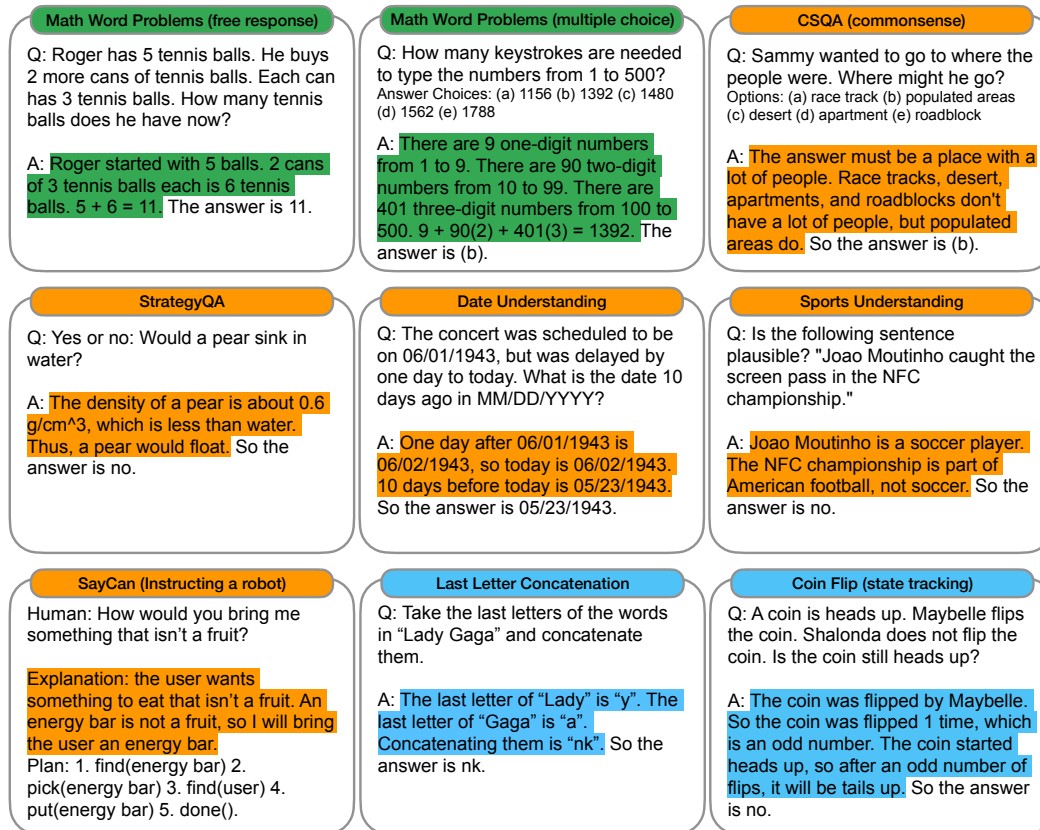 Math Word Problems (free response)
Q: Roger has 5 tennis balls. He buys
2 more cans of tennis balls. Each can
has 3 tennis balls. How many tennis
balls does he have now?
A: Roger started with 5 balls. 2 cans
of 3 tennis balls each is 6 tennis
balls. 5 + 6 = 11. The answer is 11.
Math Word Problems (multiple choice)
Q: How many keystrokes are needed
to type the numbers from 1 to 500?
Answer Choices: (a) 1156 (b) 1392 (c) 1480
(d) 1562 (e) 1788
A: There are 9 one-digit numbers
from 1 to 9. There are 90 two-digit
numbers from 10 to 99. There are
401 three-digit numbers from 100 to
500. 9 + 90(2) + 401(3) = 1392. The
answer is (b).
CSQA (commonsense)
Q: Sammy wanted to go to where the
people were. Where might he go?
Options: (a) race track (b) populated areas
(c) desert (d) apartment (e) roadblock
A: The answer must be a place with a
lot of people. Race tracks, desert,
apartments, and roadblocks don't
have a lot of people, but populated
areas do. So the answer is (b).
StrategyQA
Q: Yes or no: Would a pear sink in
water?
A: The density of a pear is about 0.6
g/cm^3, which is less than water.
Thus, a pear would float. So the
answer is no.
Date Understanding
Q: The concert was scheduled to be
on 06/01/1943, but was delayed by
one day to today. What is the date 10
days ago in MM/DD/YYYY?
A: One day after 06/01/1943 is
06/02/1943, so today is 06/02/1943.
10 days before today is 05/23/1943.
So the answer is 05/23/1943.
Sports Understanding
Q: Is the following sentence
plausible? "Joao Moutinho caught the
screen pass in the NFC
championship."
A: Joao Moutinho is a soccer player.
The NFC championship is part of
American football, not soccer. So the
answer is no.
SayCan (Instructing a robot)
Human: How would you bring me
something that isn’t a fruit?
Explanation: the user wants
something to eat that isn’t a fruit. An
energy bar is not a fruit, so I will bring
the user an energy bar.
Plan: 1. find(energy bar) 2.
pick(energy bar) 3. find(user) 4.
put(energy bar) 5. done().
Last Letter Concatenation
Q: Take the last letters of the words
in “Lady Gaga” and concatenate
them.
A: The last letter of “Lady” is “y”. The
last letter of “Gaga” is “a”.
Concatenating them is “nk”. So the
answer is nk.
Coin Flip (state tracking)
Q: A coin is heads up. Maybelle flips
the coin. Shalonda does not flip the
coin. Is the coin still heads up?
A: The coin was flipped by Maybelle.
So the coin was flipped 1 time, which
is an odd number. The coin started
heads up, so after an odd number of
flips, it will be tails up. So the answer
is no.